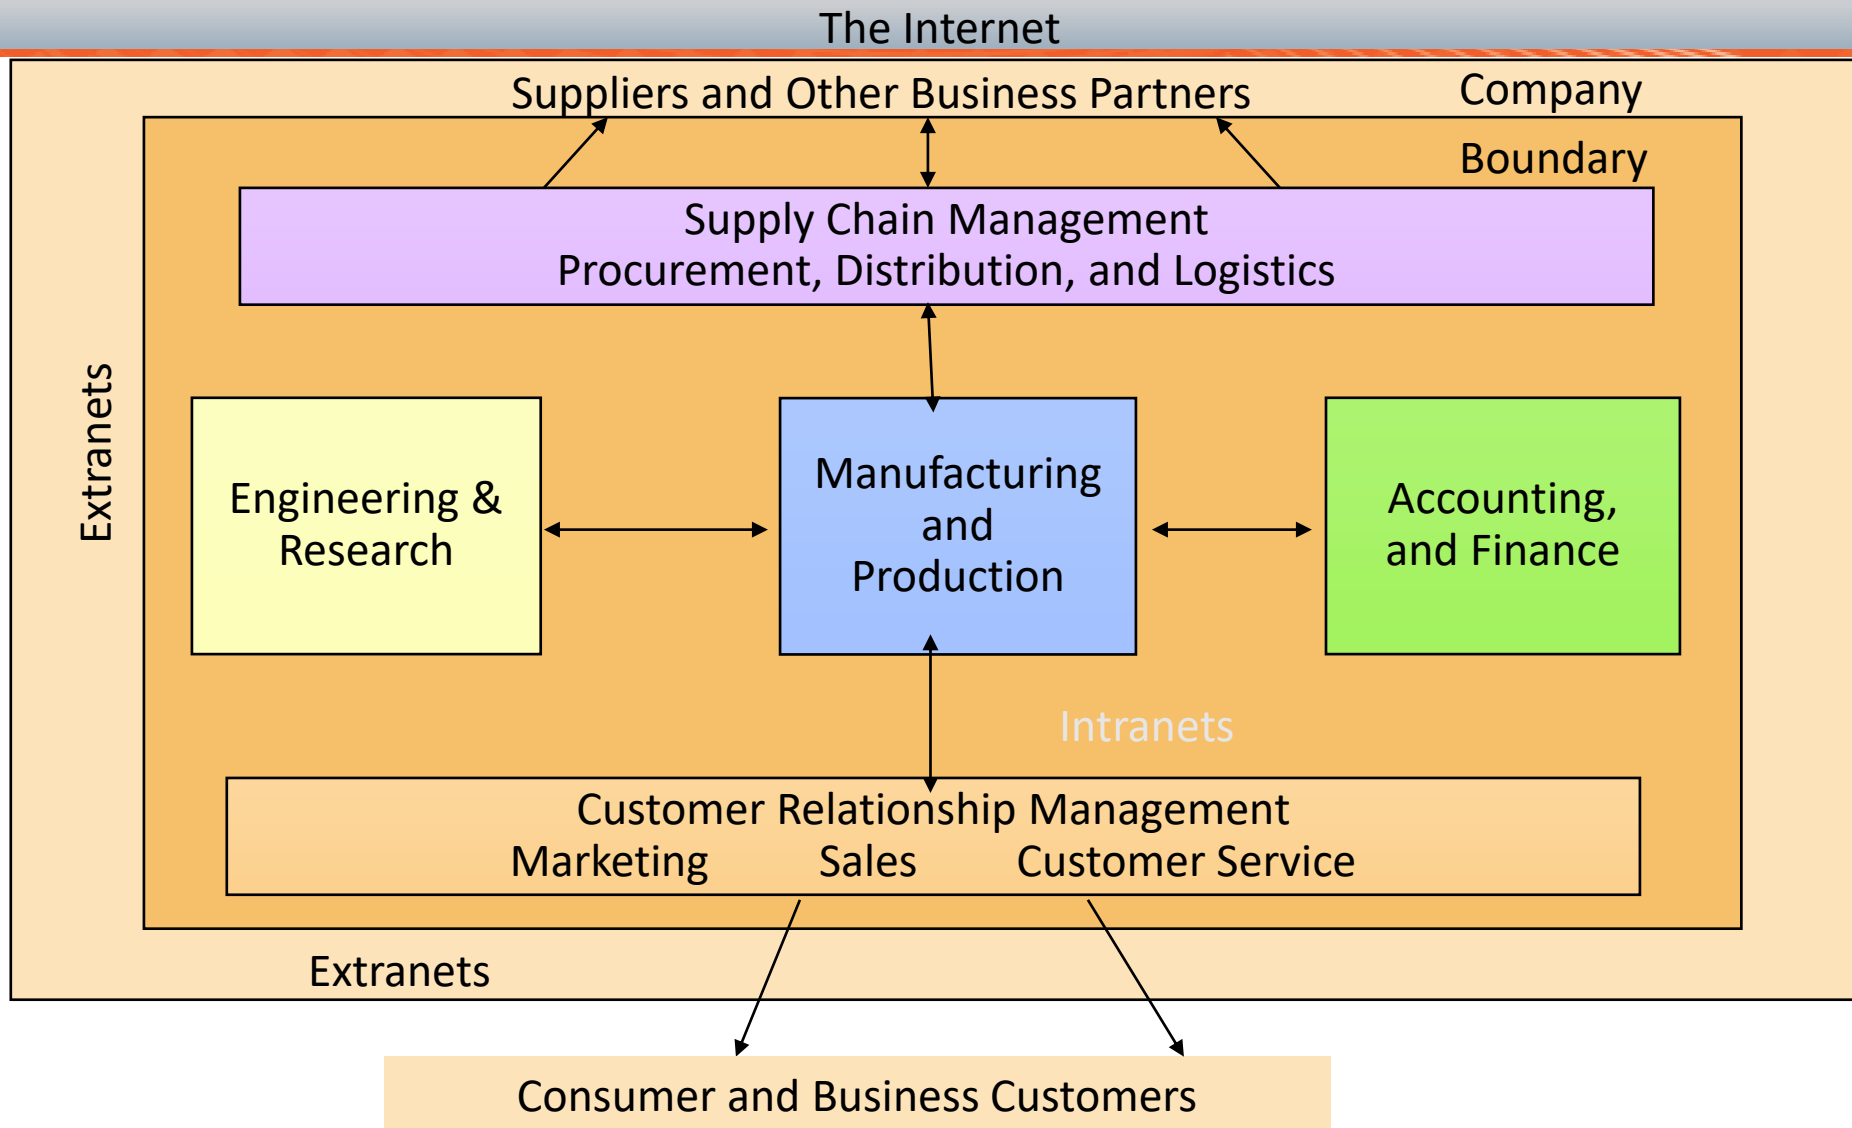 The Internet
Suppliers and Other Business Partners
Company
Boundary
Supply Chain Management
Procurement, Distribution, and Logistics
Extranets
Engineering &
Research
Manufacturing
and
Production
Accounting,
and Finance
Intranets
Customer Relationship Management
Marketing Sales Customer Service
Extranets
Consumer and Business Customers